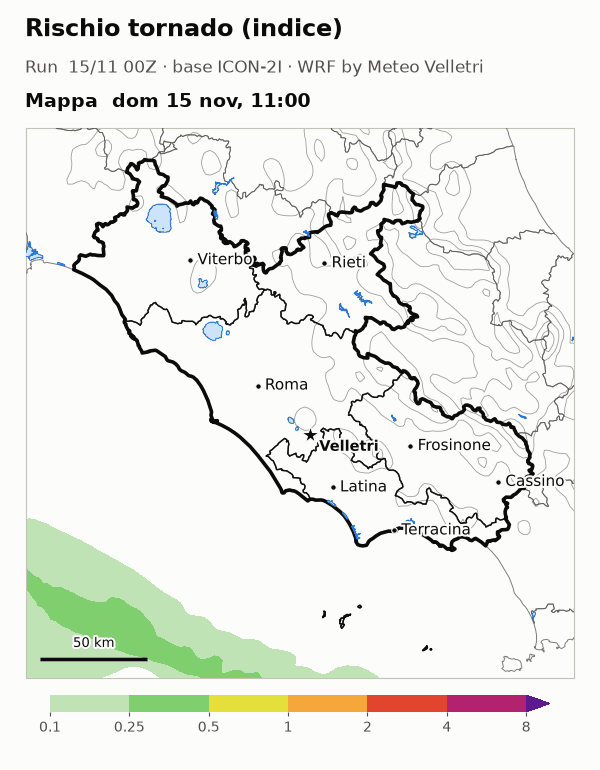 Rischio tornado (indice)
Run  15/11 00Z · base ICON-2I · WRF by Meteo Velletri
Mappa  dom 15 nov, 11:00
Viterbo
Rieti
Roma
Velletri
Frosinone
Latina
Cassino
Terracina
50 km
0.1 0.25 0.5 1 2 4 8